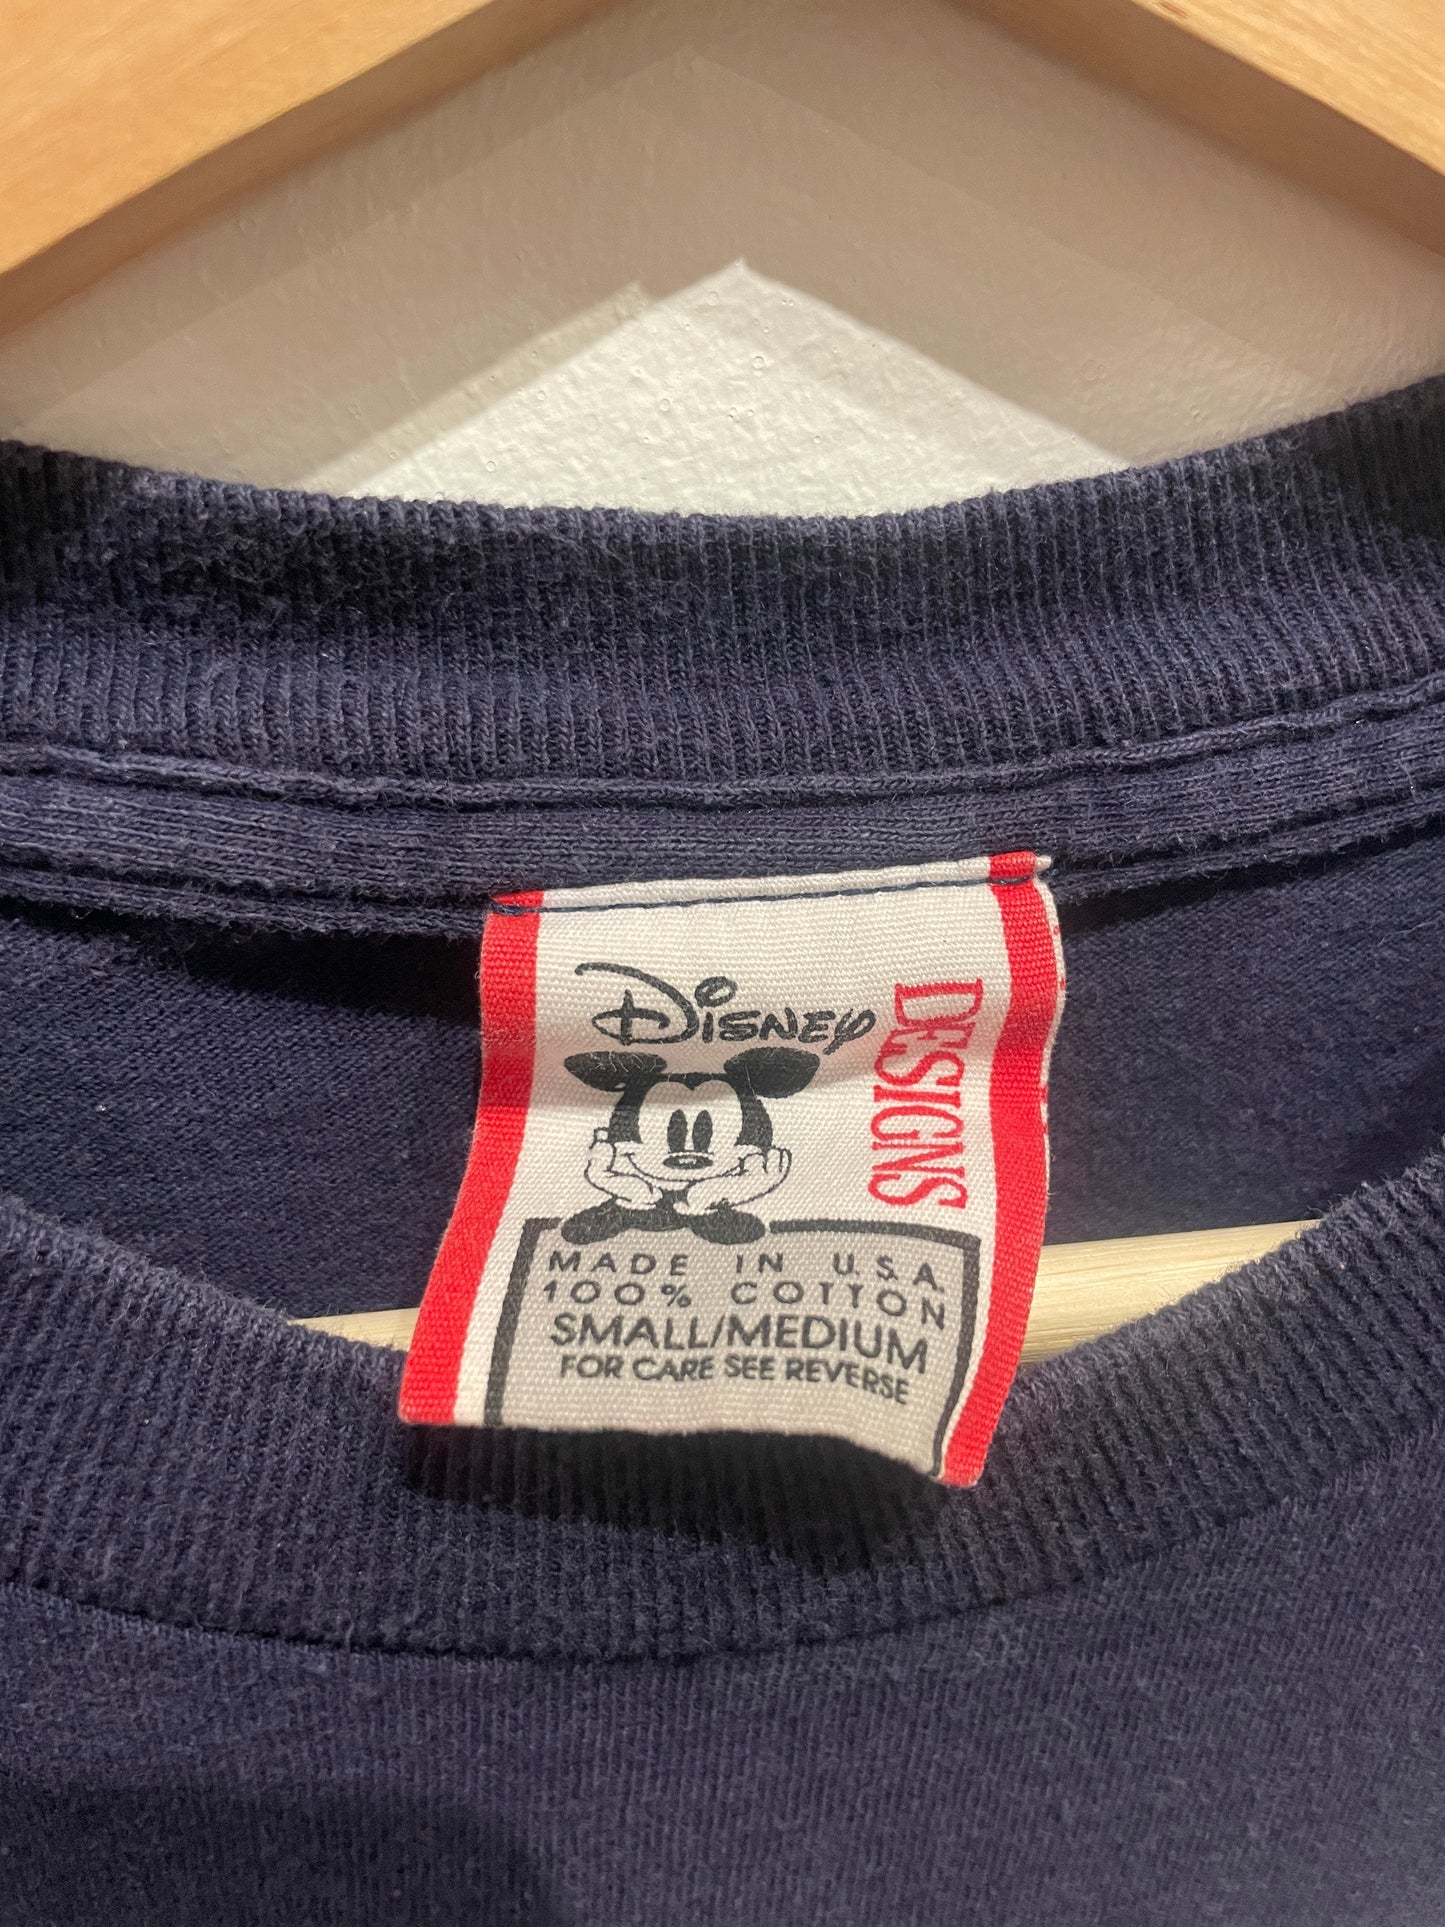 Disney
DESIGNS
MADE IN U.S.A.
100% COTTON
SMALL/MEDIUM
FOR CARE SEE REVERSE